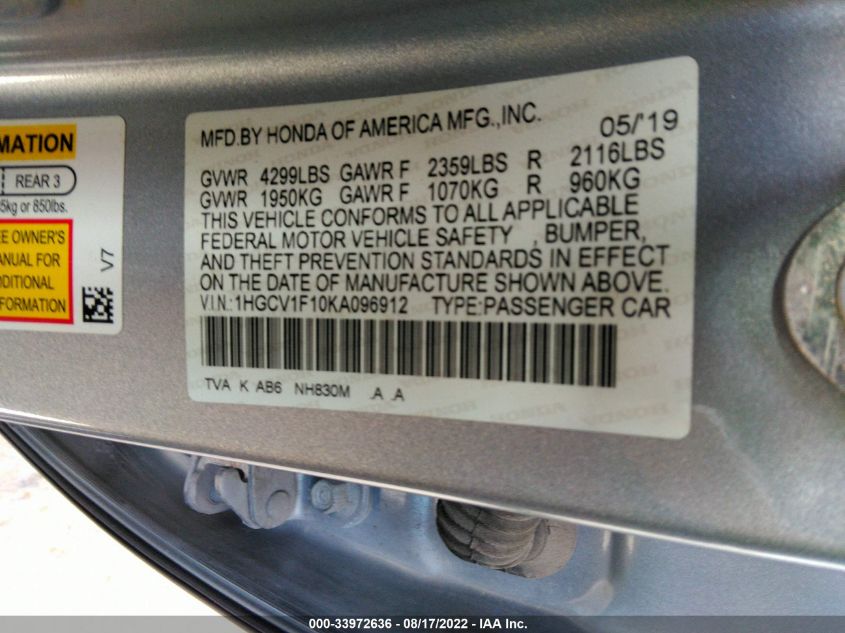 MATION
REAR 3
5kg or 850lbs.
EE OWNER'S
ANUAL FOR
DDITIONAL
FORMATION
V7
MFD.BY HONDA OF AMERICA MFG.,INC. 05/'19
GVWR 4299LBS GAWR F 2359LBS R 2116LBS
GVWR 1950KG GAWR F 1070KG R 960KG
THIS VEHICLE CONFORMS TO ALL APPLICABLE
FEDERAL MOTOR VEHICLE SAFETY , BUMPER,
AND THEFT PREVENTION STANDARDS IN EFFECT
ON THE DATE OF MANUFACTURE SHOWN ABOVE.
VIN:1HGCV1F10KA096912 TYPE:PASSENGER CAR
TVA K AB6 NH830M .A .A
000-33972636 - 08/17/2022 - IAA Inc.